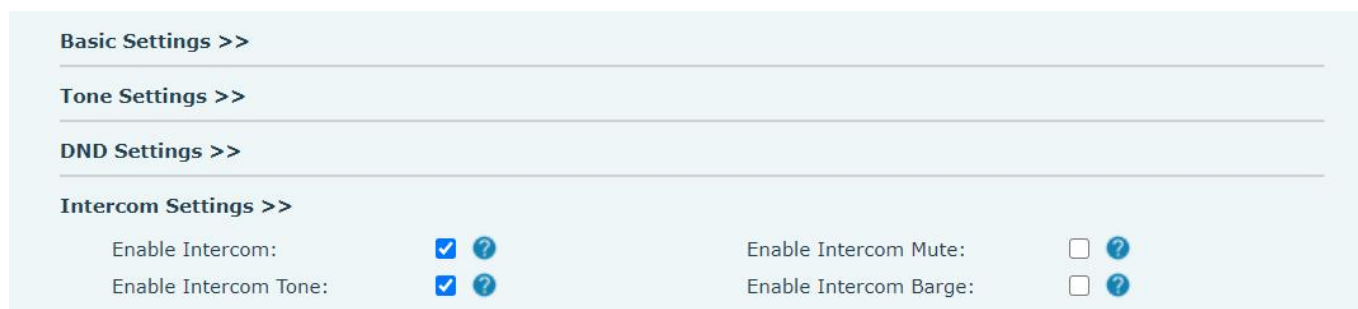 Basic Settings >>
Tone Settings >>
DND Settings >>
Intercom Settings >>
Enable Intercom: ? Enable Intercom Mute: ?
Enable Intercom Tone: ? Enable Intercom Barge: ?